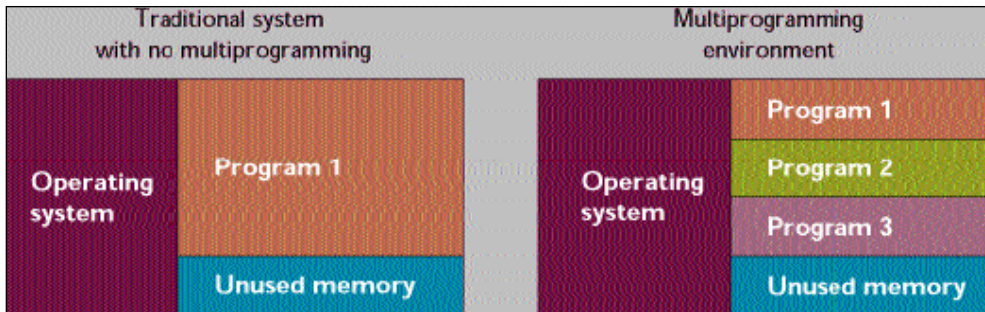 Traditional system
with no multiprogramming
Operating
system
Program 1
Unused memory
Multiprogramming
environment
Operating
system
Program 1
Program 2
Program 3
Unused memory